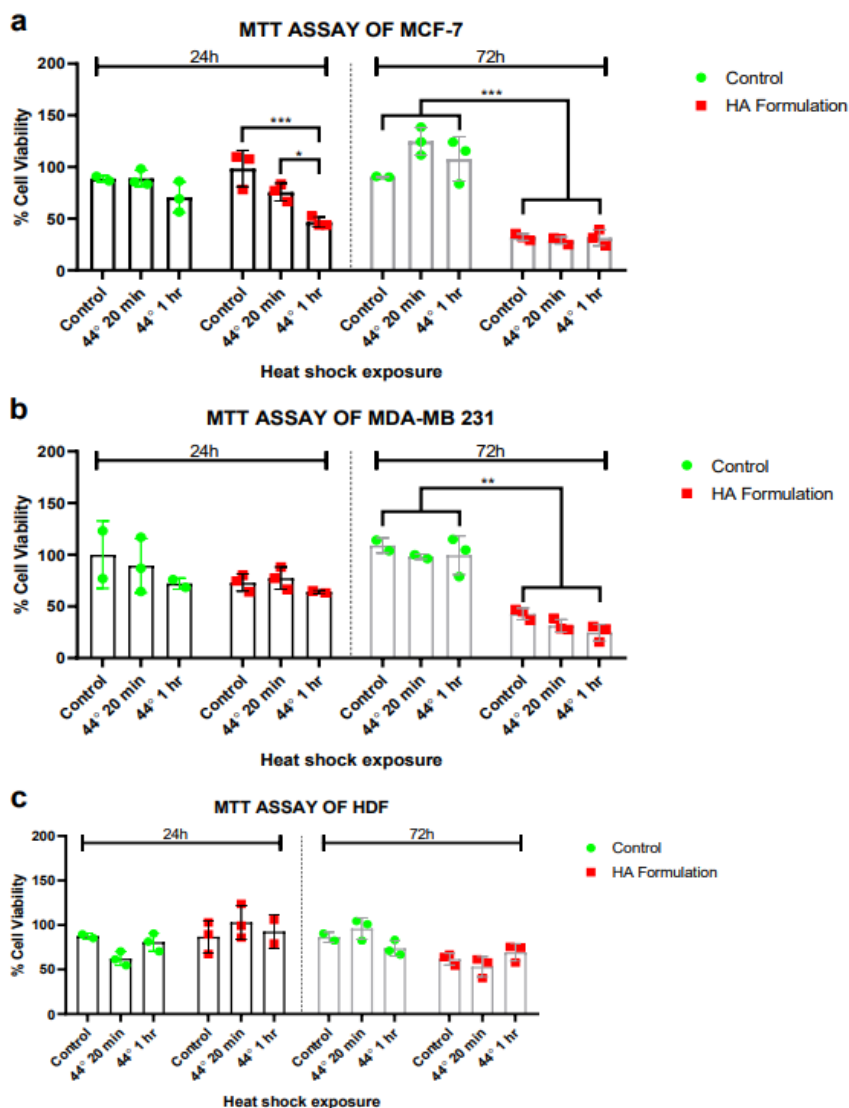 a
MTT ASSAY OF MCF-7
24h
72h
% Cell Viability
200
150
100
50
0
***
*
***
Control
44° 20 min
44° 1 hr
Control
44° 20 min
44° 1 hr
Control
44° 20 min
44° 1 hr
Control
44° 20 min
44° 1 hr
Heat shock exposure
Control
HA Formulation
b
MTT ASSAY OF MDA-MB 231
24h
72h
% Cell Viability
200
150
100
50
0
**
Control
44° 20 min
44° 1 hr
Control
44° 20 min
44° 1 hr
Control
44° 20 min
44° 1 hr
Control
44° 20 min
44° 1 hr
Heat shock exposure
Control
HA Formulation
c
MTT ASSAY OF HDF
24h
72h
% Cell Viability
200
150
100
50
0
Control
44° 20 min
44° 1 hr
Control
44° 20 min
44° 1 hr
Control
44° 20 min
44° 1 hr
Control
44° 20 min
44° 1 hr
Heat shock exposure
Control
HA Formulation